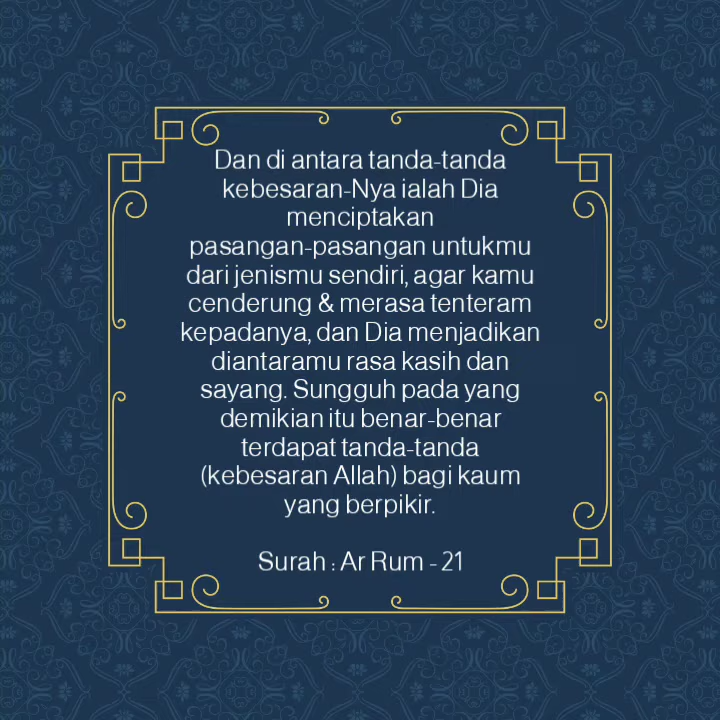 Dan di antara tanda-tanda
kebesaran-Nya ialah Dia
menciptakan
pasangan-pasangan untukmu
dari jenismu sendiri, agar kamu
cenderung & merasa tenteram
kepadanya, dan Dia menjadikan
diantaramu rasa kasih dan
sayang. Sungguh pada yang
demikian itu benar-benar
terdapat tanda-tanda
(kebesaran Allah) bagi kaum
yang berpikir.
Surah : Ar Rum - 21